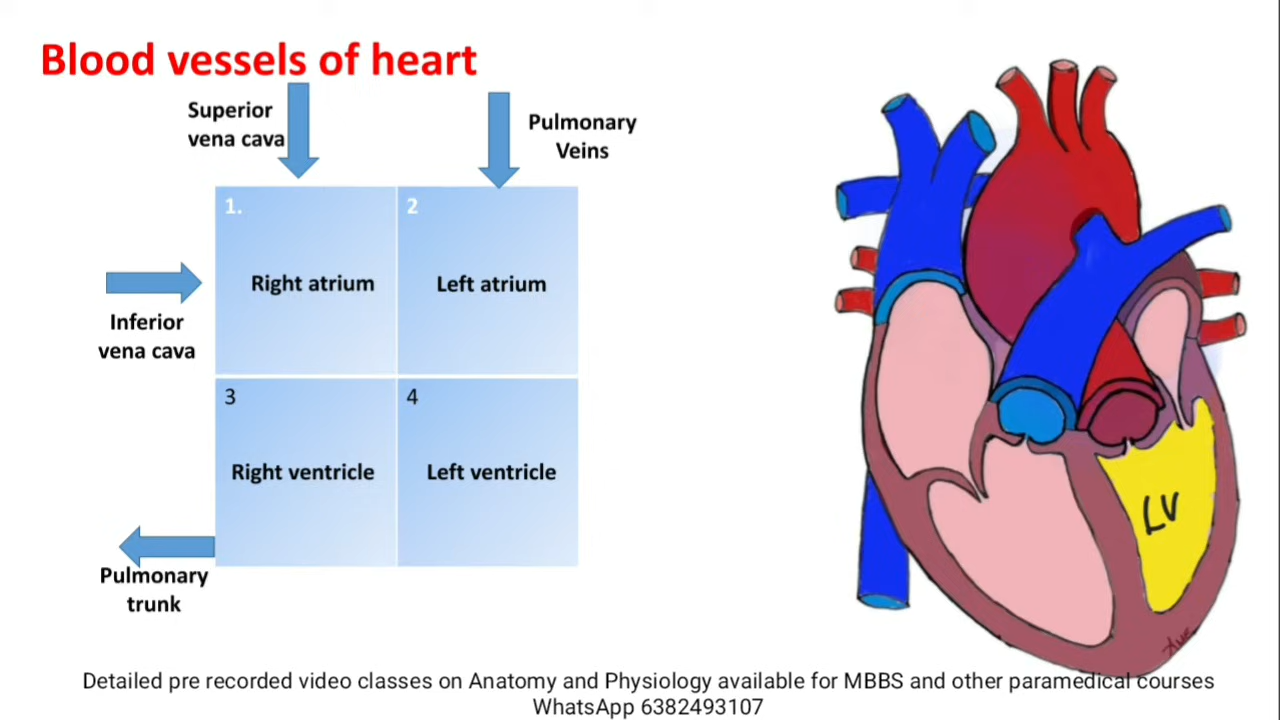 Blood vessels of heart
Superior
vena cava
Pulmonary
Veins
1.
2
Right atrium
Left atrium
Inferior
vena cava
3
4
Right ventricle
Left ventricle
Pulmonary
trunk
LV
Detailed pre recorded video classes on Anatomy and Physiology available for MBBS and other paramedical courses
WhatsApp 6382493107